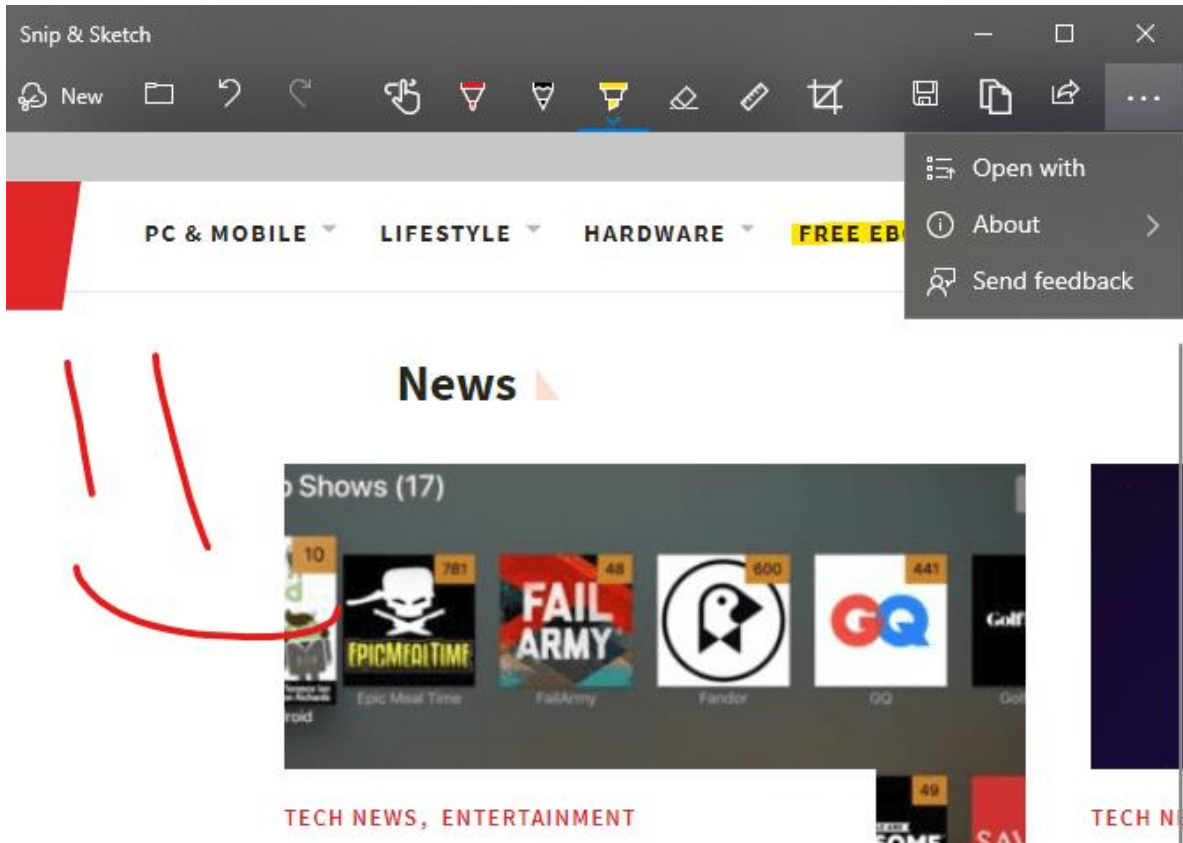 Snip & Sketch
New
Open with
About
Send feedback
PC & MOBILE LIFESTYLE HARDWARE FREE
News
Shows (17)
10 781 48 600 441
FAIL
ARMY
GQ
EPICMEALTIME
Epic Meal Time FailArmy Fandor GQ
49
TECH NEWS, ENTERTAINMENT TECH